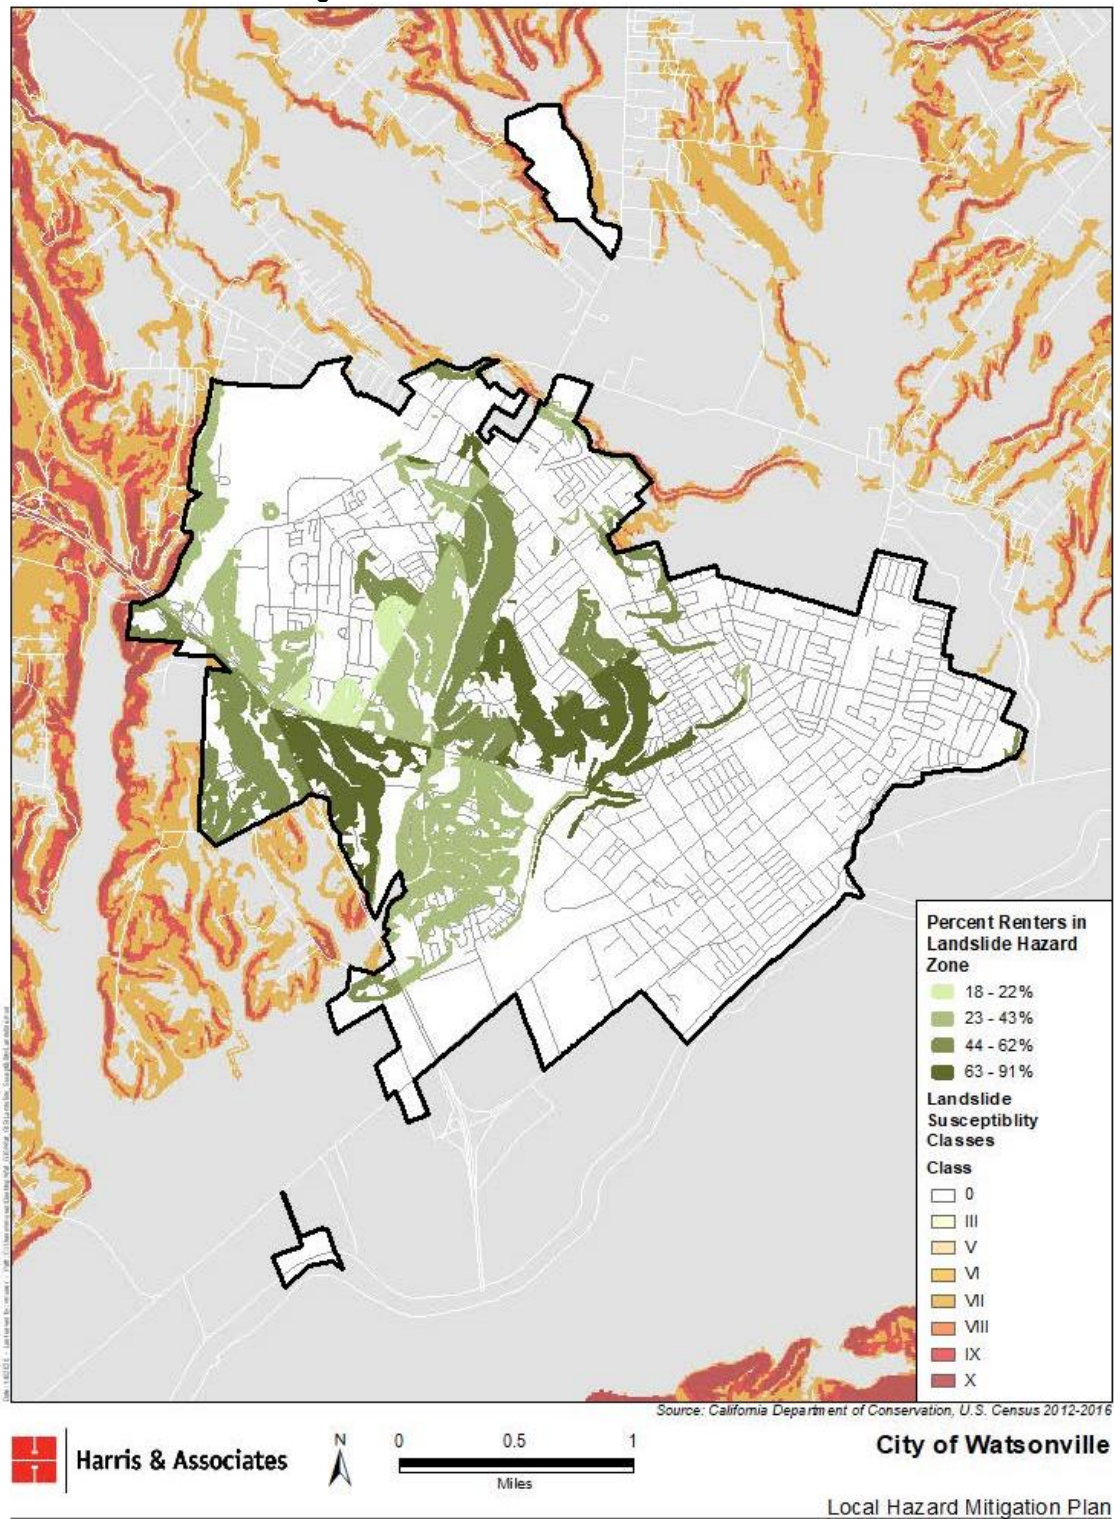 Percent Renters in
Landslide Hazard
Zone
18 - 22%
23 - 43%
44 - 62%
63 - 91%
Landslide
Susceptiblity
Classes
Class
0
III
V
VI
VII
VIII
IX
X
Source: California Department of Conservation, U.S. Census 2012-2016
Harris & Associates
N
0 0.5 1
Miles
City of Watsonville
Local Hazard Mitigation Plan